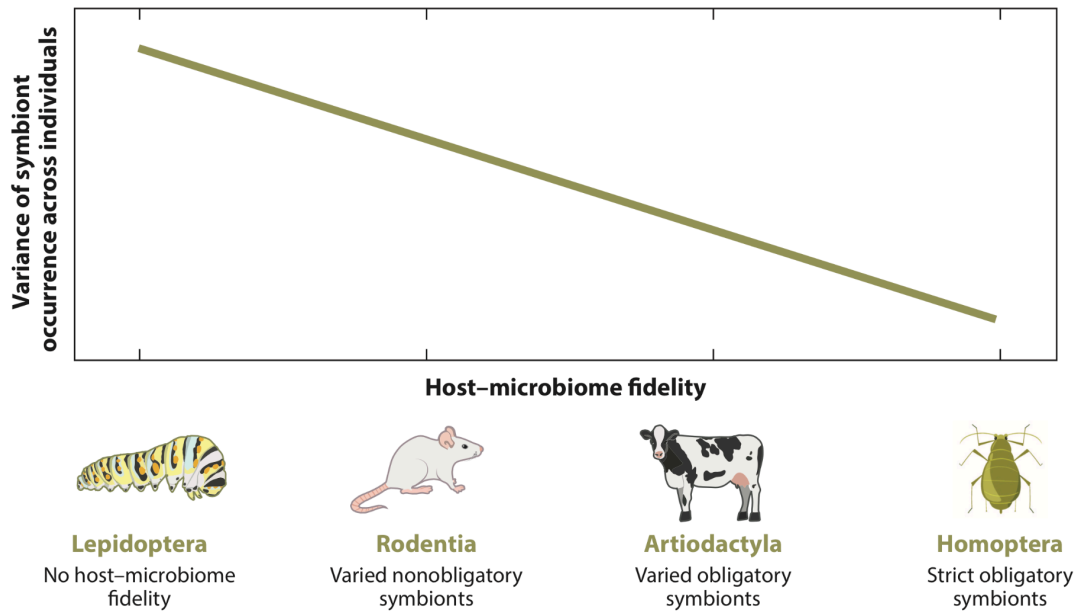 Variance of symbiont
occurrence across individuals
Host–microbiome fidelity
Lepidoptera
No host–microbiome
fidelity
Rodentia
Varied nonobligatory
symbionts
Artiodactyla
Varied obligatory
symbionts
Homoptera
Strict obligatory
symbionts